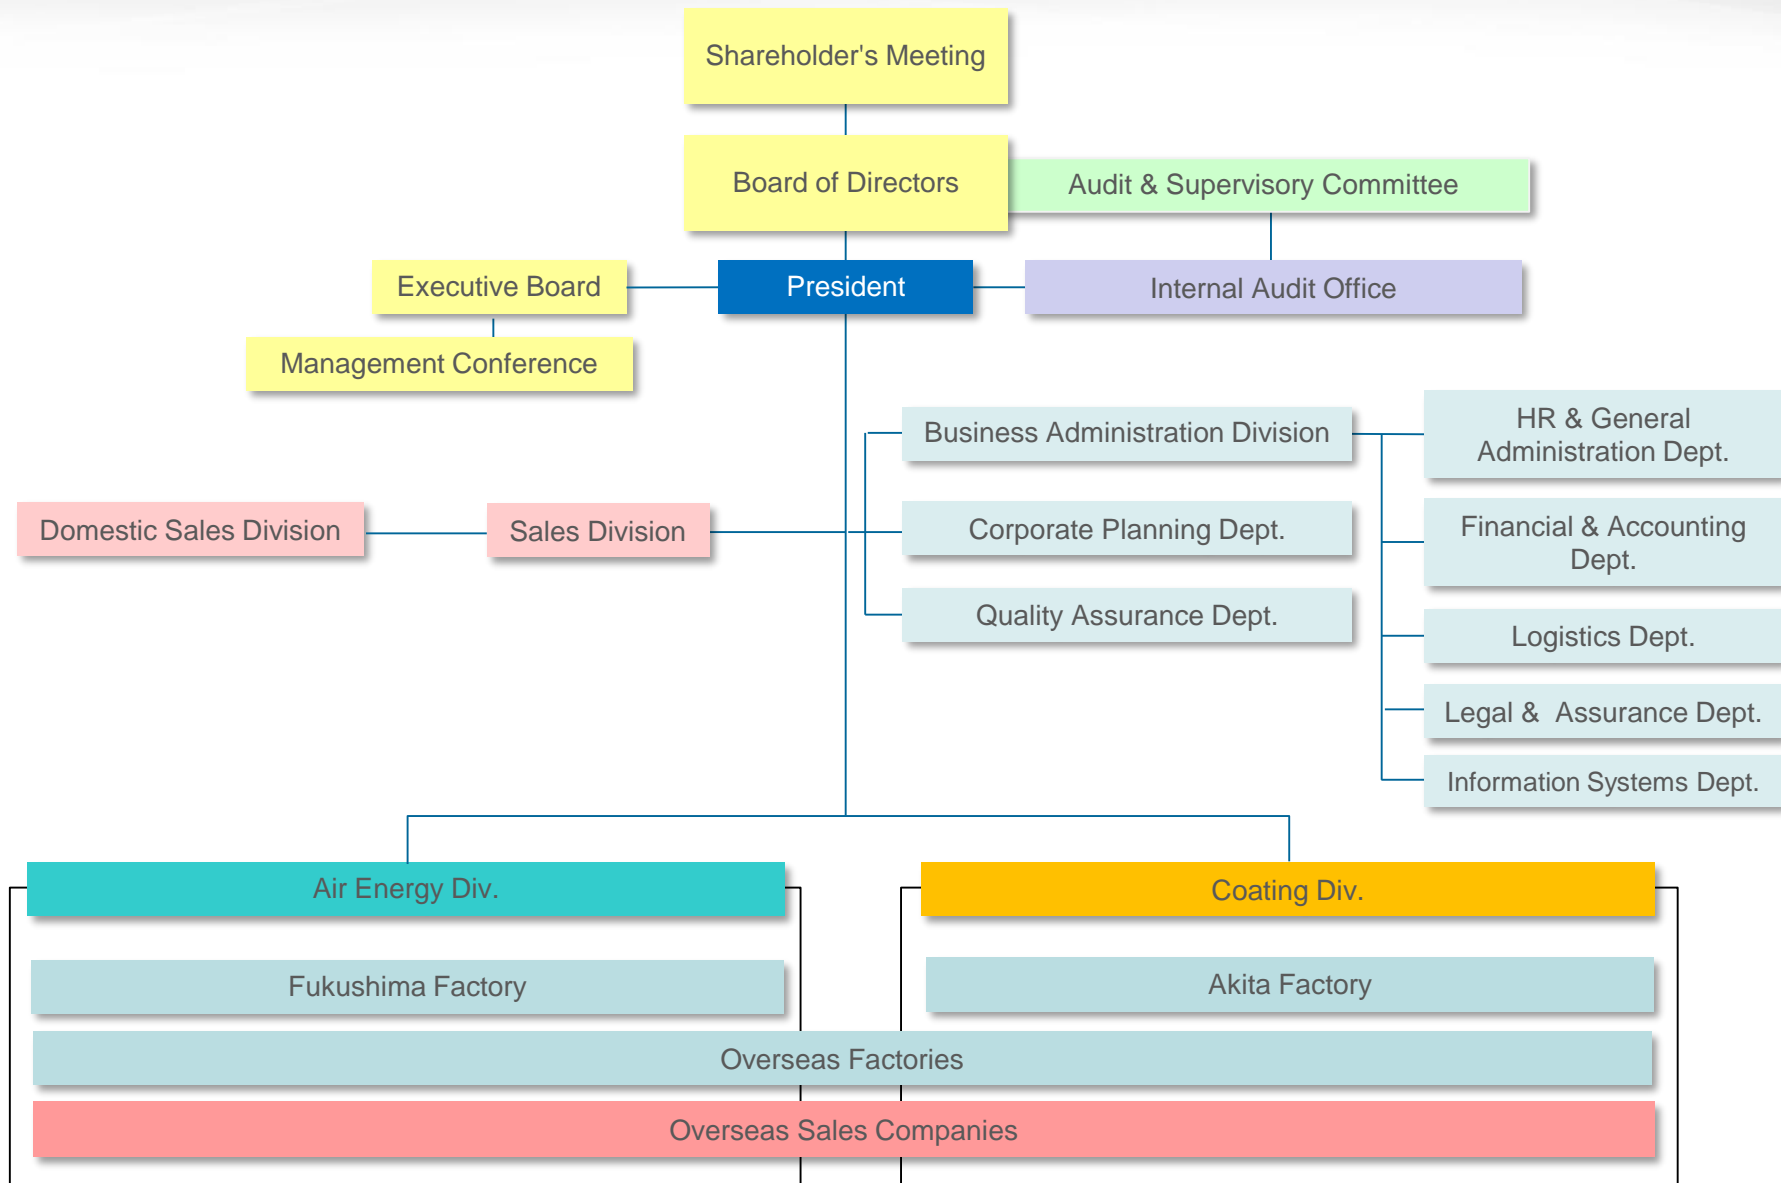 Shareholder's Meeting
Board of Directors
Audit & Supervisory Committee
Executive Board
President
Internal Audit Office
Management Conference
Business Administration Division
HR & General
Administration Dept.
Domestic Sales Division
Sales Division
Corporate Planning Dept.
Financial & Accounting
Dept.
Quality Assurance Dept.
Logistics Dept.
Legal &  Assurance Dept.
Information Systems Dept.
Air Energy Div.
Coating Div.
Fukushima Factory
Akita Factory
Overseas Factories
Overseas Sales Companies